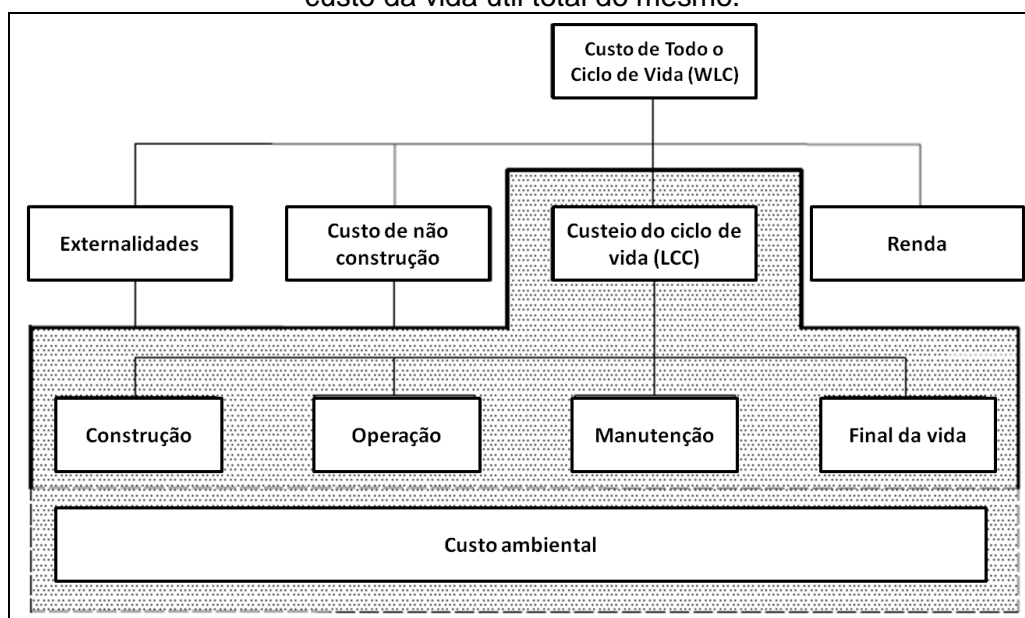 custo da vida útil total do mesmo.
Custo de Todo o
Ciclo de Vida (WLC)
Externalidades
Custo de não
construção
Custeio do ciclo de
vida (LCC)
Renda
Construção
Operação
Manutenção
Final da vida
Custo ambiental